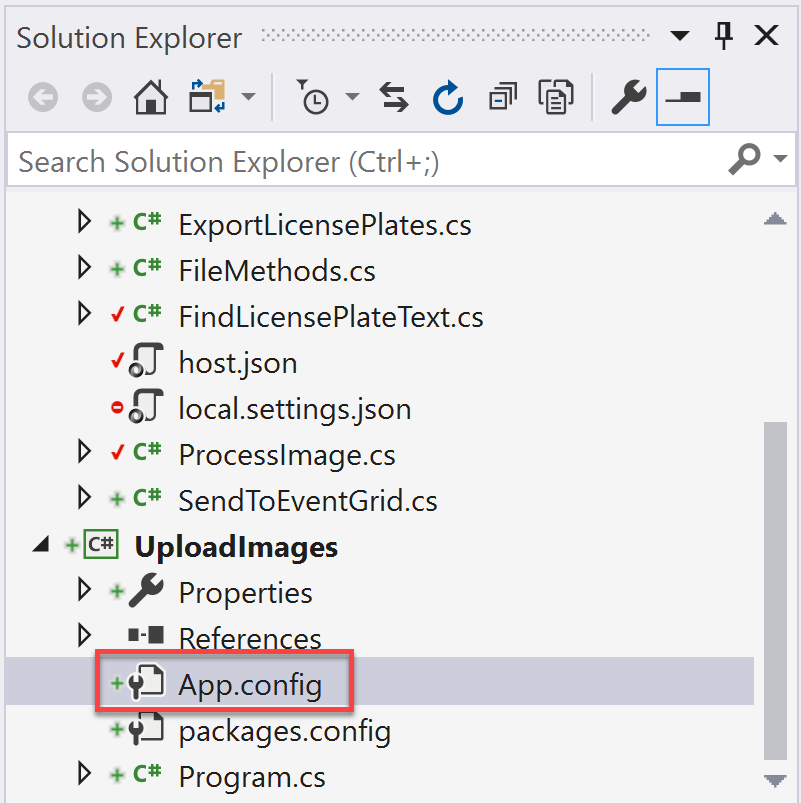 Solution Explorer
Search Solution Explorer (Ctrl+;)
C# ExportLicensePlates.cs
C# FileMethods.cs
C# FindLicensePlateText.cs
host.json
local.settings.json
C# ProcessImage.cs
C# SendToEventGrid.cs
C# UploadImages
Properties
References
App.config
packages.config
C# Program.cs